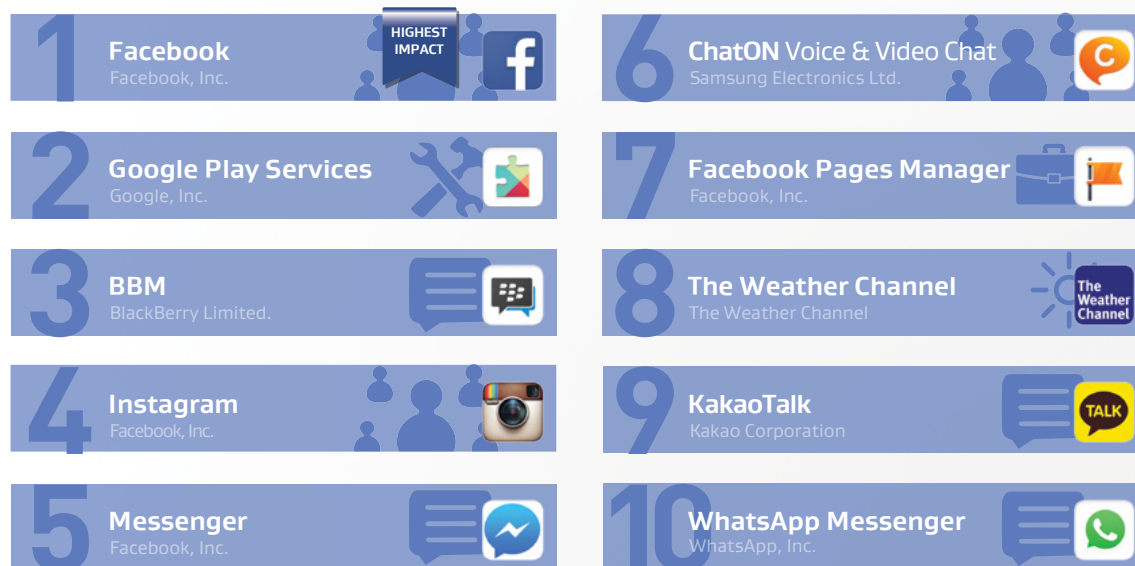 1
Facebook
Facebook, Inc.
HIGHEST
IMPACT
2
Google Play Services
Google, Inc.
3
BBM
BlackBerry Limited.
4
Instagram
Facebook, Inc.
5
Messenger
Facebook, Inc.
6
ChatON Voice & Video Chat
Samsung Electronics Ltd.
C
7
Facebook Pages Manager
Facebook, Inc.
8
The Weather Channel
The Weather Channel
The
Weather
Channel
9
KakaoTalk
Kakao Corporation
TALK
10
WhatsApp Messenger
WhatsApp, Inc.